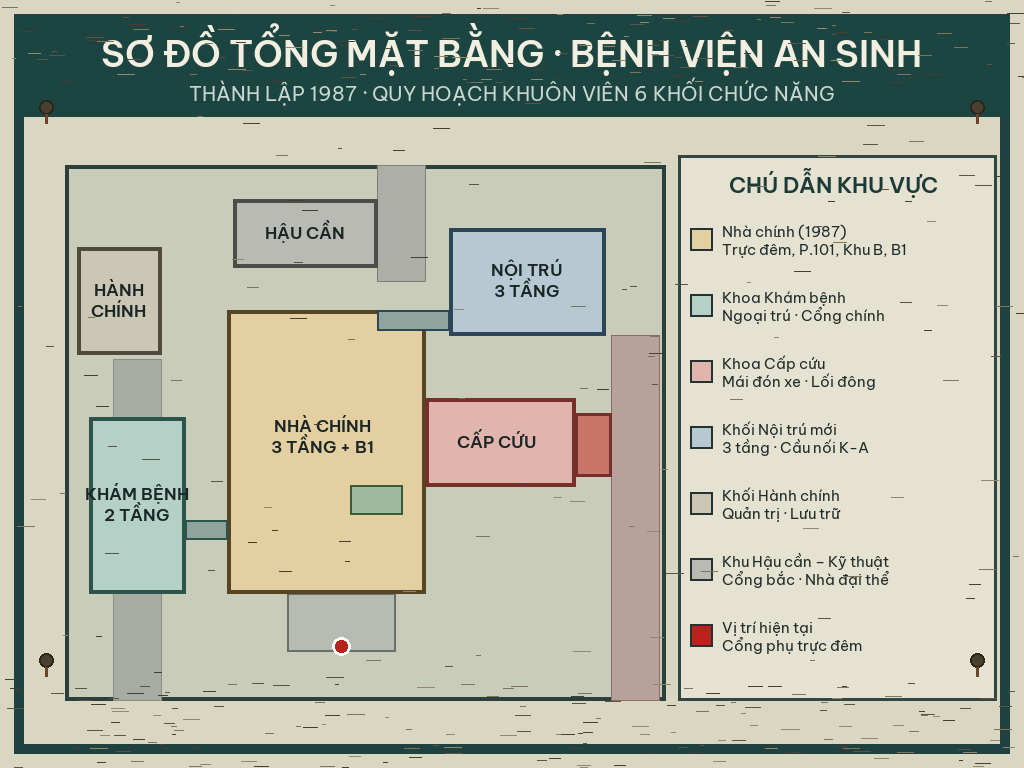 SƠ ĐỒ TỔNG MẶT BẰNG · BỆNH VIỆN AN SINH
THÀNH LẬP 1987 · QUY HOẠCH KHUÔN VIÊN 6 KHỐI CHỨC NĂNG
HẬU CẦN
NỘI TRÚ
3 TẦNG
HÀNH
CHÍNH
NHÀ CHÍNH
3 TẦNG + B1
CẤP CỨU
KHÁM BỆNH
2 TẦNG
CHÚ DẪN KHU VỰC
Nhà chính (1987)
Trực đêm, P.101, Khu B, B1
Khoa Khám bệnh
Ngoại trú · Cổng chính
Khoa Cấp cứu
Mái đón xe · Lối đông
Khối Nội trú mới
3 tầng · Cầu nối K-A
Khối Hành chính
Quản trị · Lưu trữ
Khu Hậu cần – Kỹ thuật
Cổng bắc · Nhà đại thể
Vị trí hiện tại
Cổng phụ trực đêm